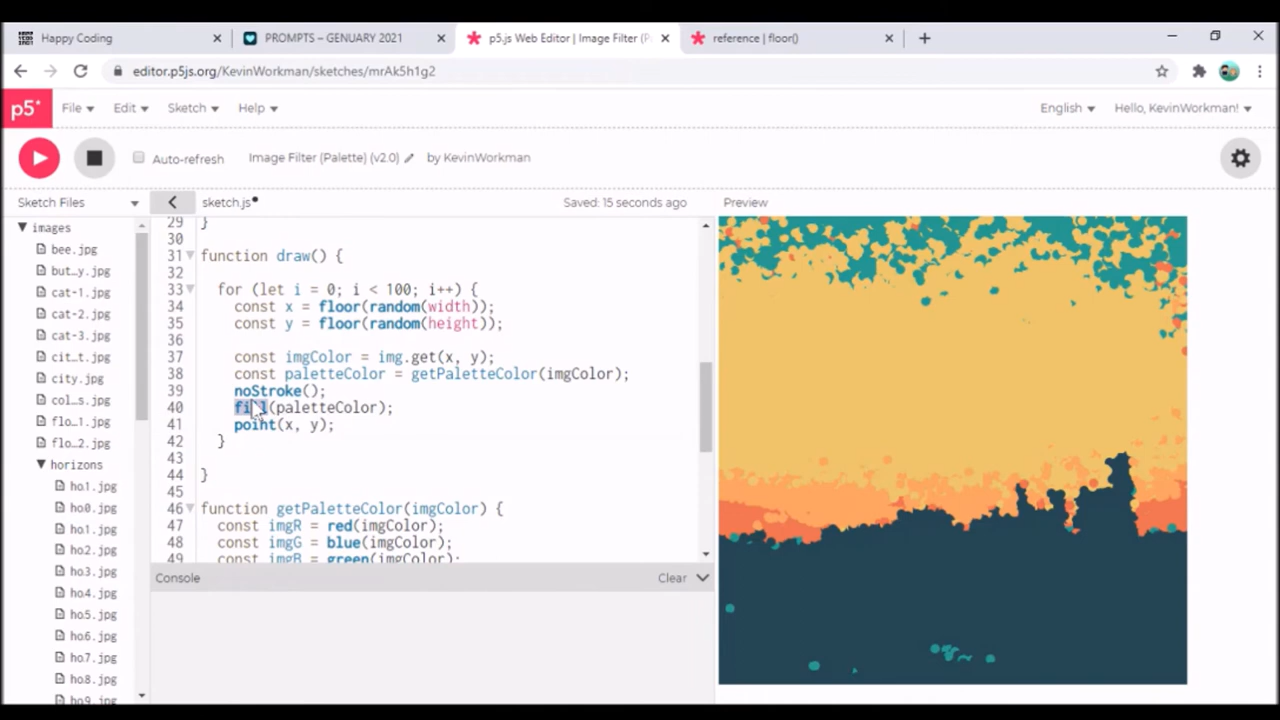 Happy Coding
PROMPTS – GENUARY 2021
p5.js Web Editor | Image Filter (P
reference | floor()
editor.p5js.org/KevinWorkman/sketches/mrAk5h1g2
p5*
File
Edit
Sketch
Help
English
Hello, KevinWorkman!
Auto-refresh
Image Filter (Palette) (v2.0)
by KevinWorkman
Sketch Files
sketch.js
Saved: 15 seconds ago
Preview
images
bee.jpg
but...y.jpg
cat-1.jpg
cat-2.jpg
cat-3.jpg
cit...t.jpg
city.jpg
col...s.jpg
flo...1.jpg
flo...2.jpg
horizons
ho.1.jpg
ho0.jpg
ho1.jpg
ho2.jpg
ho3.jpg
ho4.jpg
ho5.jpg
ho6.jpg
ho7.jpg
ho8.jpg
ho9.jpg
29 }
30
31 function draw() {
32
33 for (let i = 0; i < 100; i++) {
34 const x = floor(random(width));
35 const y = floor(random(height));
36
37 const imgColor = img.get(x, y);
38 const paletteColor = getPaletteColor(imgColor);
39 noStroke();
40 fill(paletteColor);
41 point(x, y);
42 }
43
44 }
45
46 function getPaletteColor(imgColor) {
47 const imgR = red(imgColor);
48 const imgG = blue(imgColor);
49 const imgB = green(imgColor);
Console
Clear